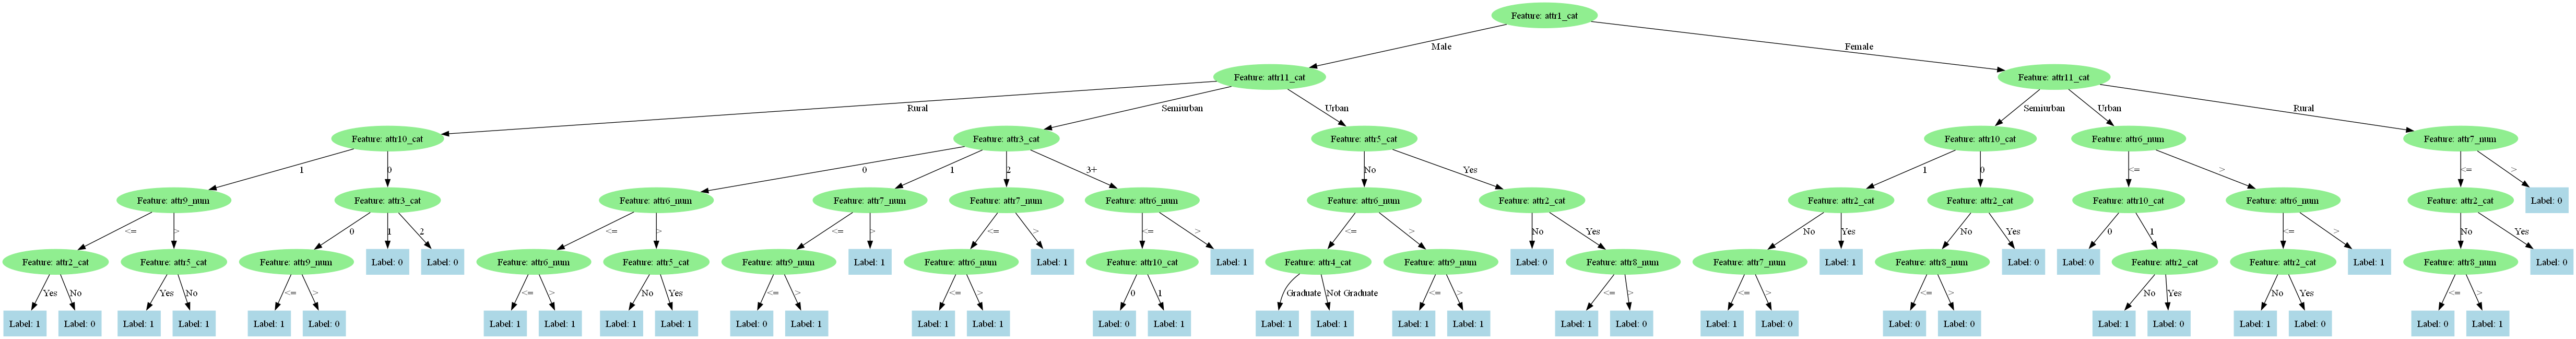 Feature: attr1_cat
Male
Female
Feature: attr11_cat
Feature: attr11_cat
Rural
Semiurban
Urban
Semiurban
Urban
Rural
Feature: attr10_cat
Feature: attr3_cat
Feature: attr5_cat
Feature: attr10_cat
Feature: attr6_num
Feature: attr7_num
1
0
0
1
2
3+
No
Yes
1
0
<=
>
<=
>
Feature: attr9_num
Feature: attr3_cat
Feature: attr6_num
Feature: attr7_num
Feature: attr7_num
Feature: attr6_num
Feature: attr6_num
Feature: attr2_cat
Feature: attr2_cat
Feature: attr2_cat
Feature: attr10_cat
Feature: attr6_num
Feature: attr2_cat
Label: 0
<=
>
0
1
2
<=
>
<=
>
<=
>
<=
>
<=
>
No
Yes
No
Yes
No
Yes
0
1
<=
>
No
Yes
Feature: attr2_cat
Feature: attr5_cat
Feature: attr9_num
Label: 0
Label: 0
Feature: attr6_num
Feature: attr5_cat
Feature: attr9_num
Label: 1
Feature: attr6_num
Label: 1
Feature: attr10_cat
Label: 1
Feature: attr4_cat
Feature: attr9_num
Label: 0
Feature: attr8_num
Feature: attr7_num
Label: 1
Feature: attr8_num
Label: 0
Label: 0
Feature: attr2_cat
Feature: attr2_cat
Label: 1
Feature: attr8_num
Label: 0
Yes
No
Yes
No
<=
>
<=
>
No
Yes
<=
>
<=
>
0
1
Graduate
Not Graduate
<=
>
<=
>
<=
>
<=
>
No
Yes
No
Yes
<=
>
Label: 1
Label: 0
Label: 1
Label: 1
Label: 1
Label: 0
Label: 1
Label: 1
Label: 1
Label: 1
Label: 0
Label: 1
Label: 1
Label: 1
Label: 0
Label: 1
Label: 1
Label: 1
Label: 1
Label: 1
Label: 1
Label: 0
Label: 1
Label: 0
Label: 0
Label: 0
Label: 1
Label: 0
Label: 1
Label: 0
Label: 0
Label: 1